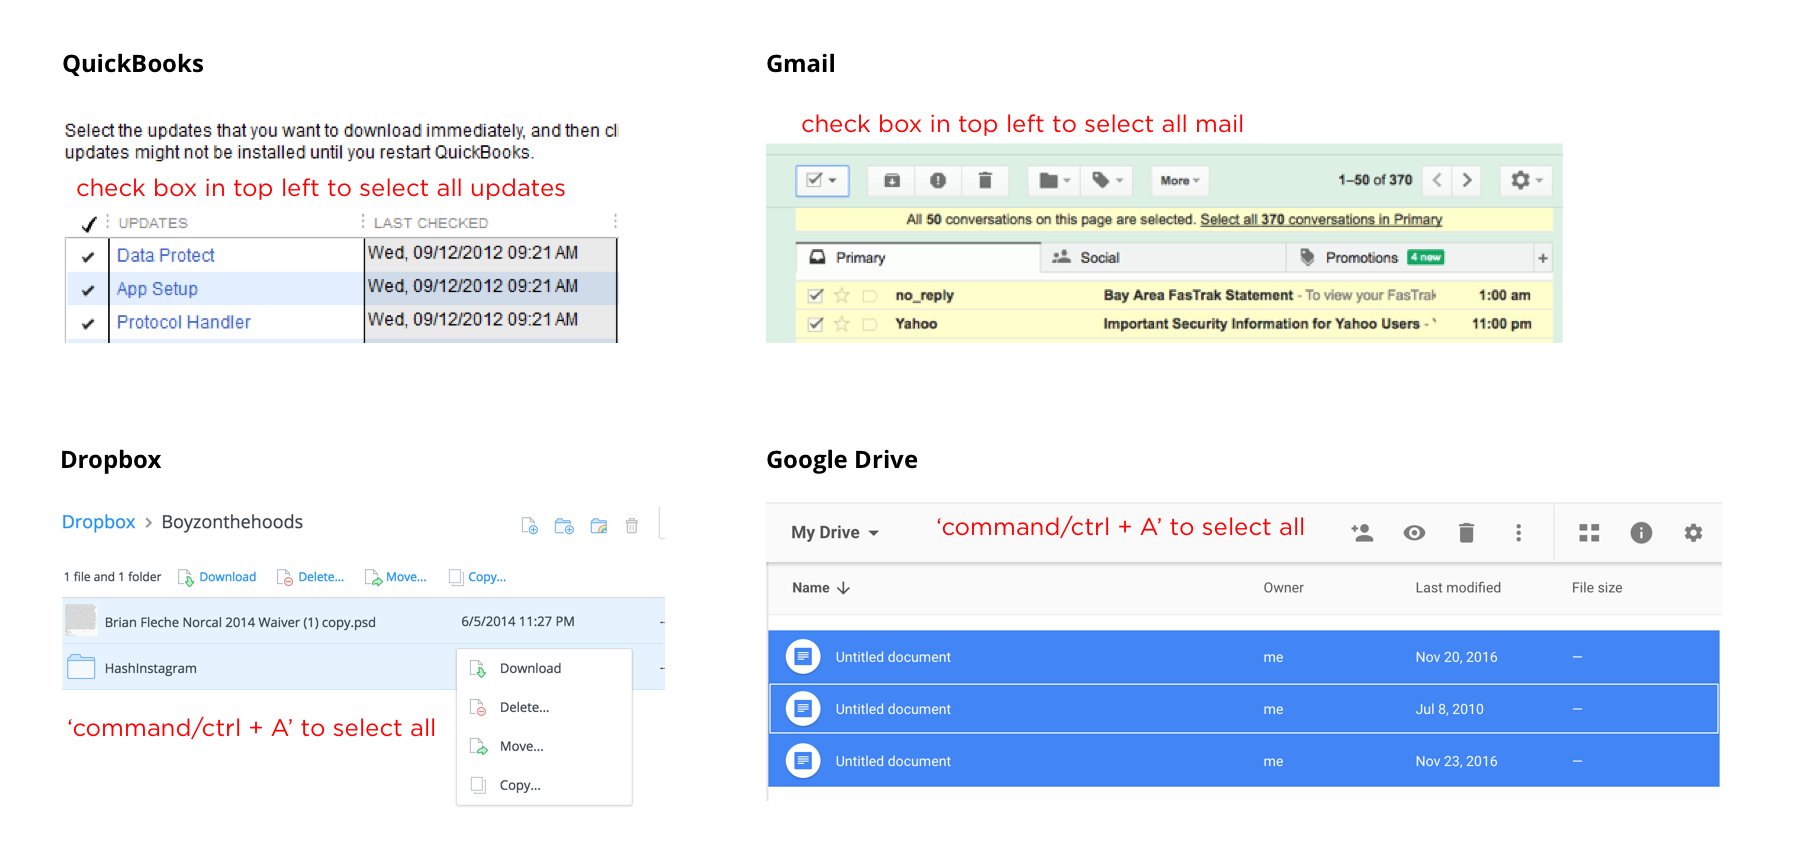 QuickBooks
Select the updates that you want to download immediately, and then cl
updates might not be installed until you restart QuickBooks.
check box in top left to select all updates
UPDATES LAST CHECKED
Data Protect Wed, 09/12/2012 09:21 AM
App Setup Wed, 09/12/2012 09:21 AM
Protocol Handler Wed, 09/12/2012 09:21 AM
Gmail
check box in top left to select all mail
More 1–50 of 370
All 50 conversations on this page are selected. Select all 370 conversations in Primary
Primary Social Promotions 4 new +
no_reply Bay Area FasTrak Statement - To view your FasTrak 1:00 am
Yahoo Important Security Information for Yahoo Users - 11:00 pm
Dropbox
Dropbox > Boyzonthehoods
1 file and 1 folder Download Delete... Move... Copy...
Brian Fleche Norcal 2014 Waiver (1) copy.psd 6/5/2014 11:27 PM --
HashInstagram --
Download
Delete...
Move...
Copy...
‘command/ctrl + A’ to select all
Google Drive
My Drive ‘command/ctrl + A’ to select all
Name Owner Last modified File size
Untitled document me Nov 20, 2016 —
Untitled document me Jul 8, 2010 —
Untitled document me Nov 23, 2016 —